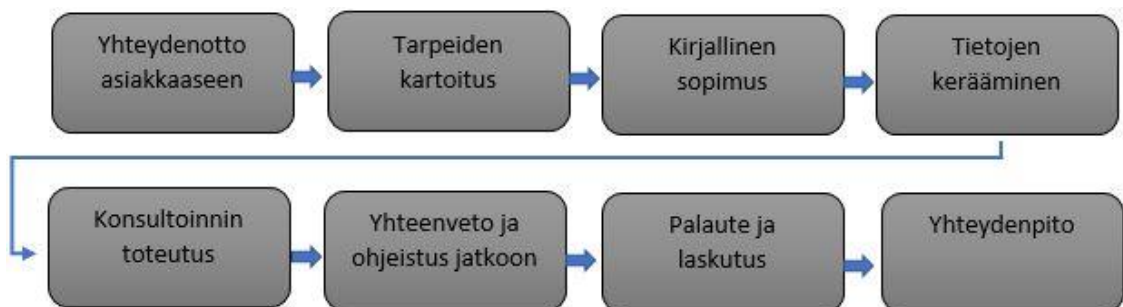 Yhteydenotto
asiakkaaseen
Tarpeiden
kartoitus
Kirjallinen
sopimus
Tietojen
kerääminen
Konsultoinnin
toteutus
Yhteenveto ja
ohjeistus jatkoon
Palaute ja
laskutus
Yhteydenpito